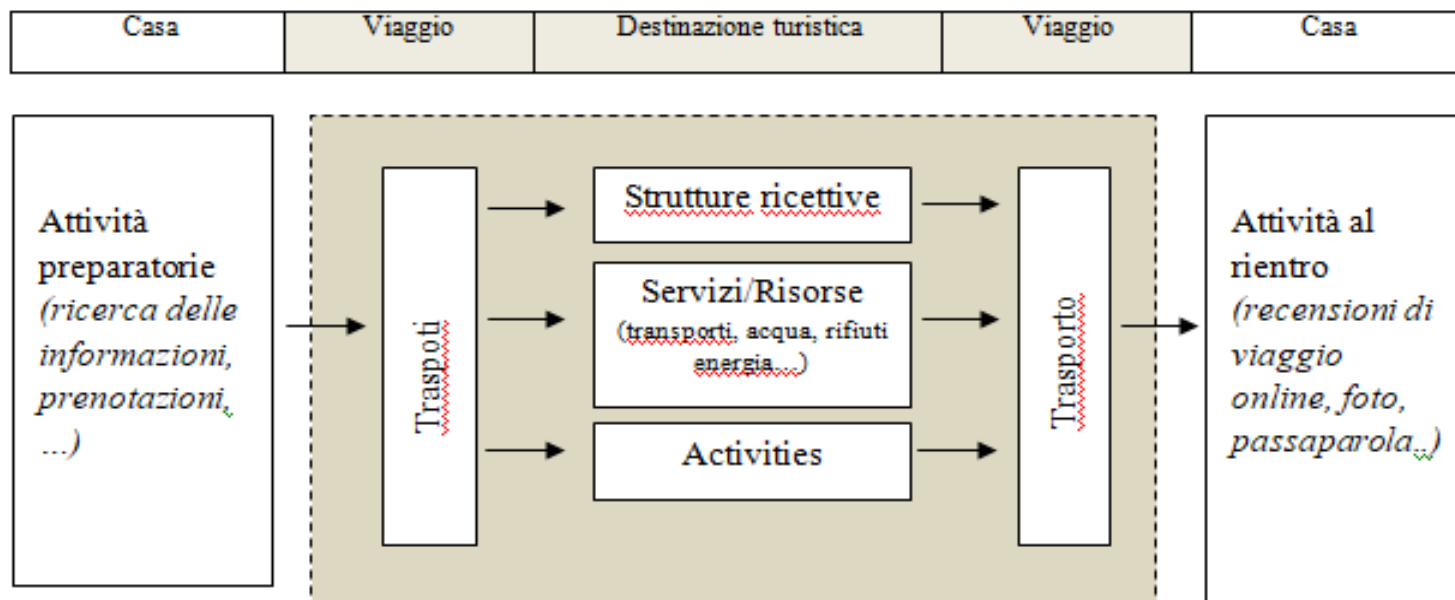 Casa
Viaggio
Destinazione turistica
Viaggio
Casa
Attività
preparatorie
(ricerca delle
informazioni,
prenotazioni,
…)
Traspoti
Strutture ricettive
Servizi/Risorse
(transporti, acqua, rifiuti
energia…)
Activities
Trasporto
Attività al
rientro
(recensioni di
viaggio
online, foto,
passaparola..)